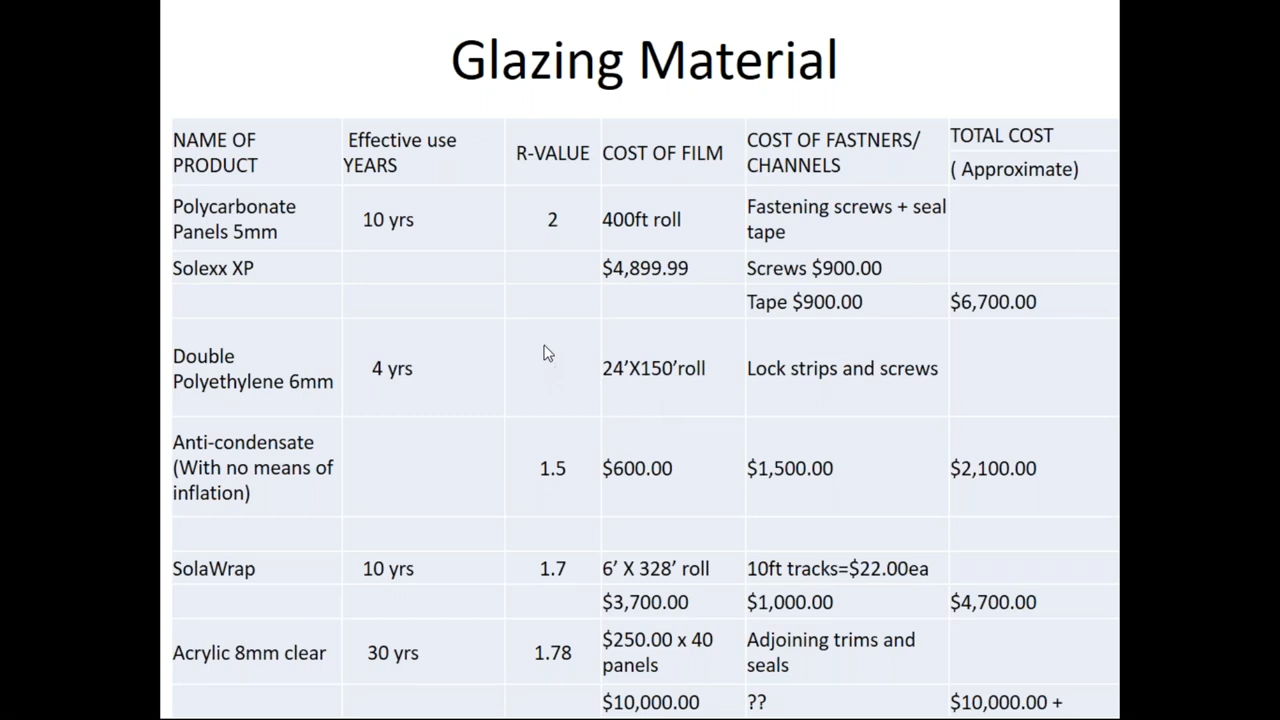 Glazing Material
NAME OF
PRODUCT
Effective use
YEARS
R-VALUE
COST OF FILM
COST OF FASTNERS/
CHANNELS
TOTAL COST
( Approximate)
Polycarbonate
Panels 5mm
10 yrs
2
400ft roll
Fastening screws + seal
tape
Solexx XP
$4,899.99
Screws $900.00
Tape $900.00
$6,700.00
Double
Polyethylene 6mm
4 yrs
24’X150’roll
Lock strips and screws
Anti-condensate
(With no means of
inflation)
1.5
$600.00
$1,500.00
$2,100.00
SolaWrap
10 yrs
1.7
6’ X 328’ roll
10ft tracks=$22.00ea
$3,700.00
$1,000.00
$4,700.00
Acrylic 8mm clear
30 yrs
1.78
$250.00 x 40
panels
Adjoining trims and
seals
$10,000.00
??
$10,000.00 +